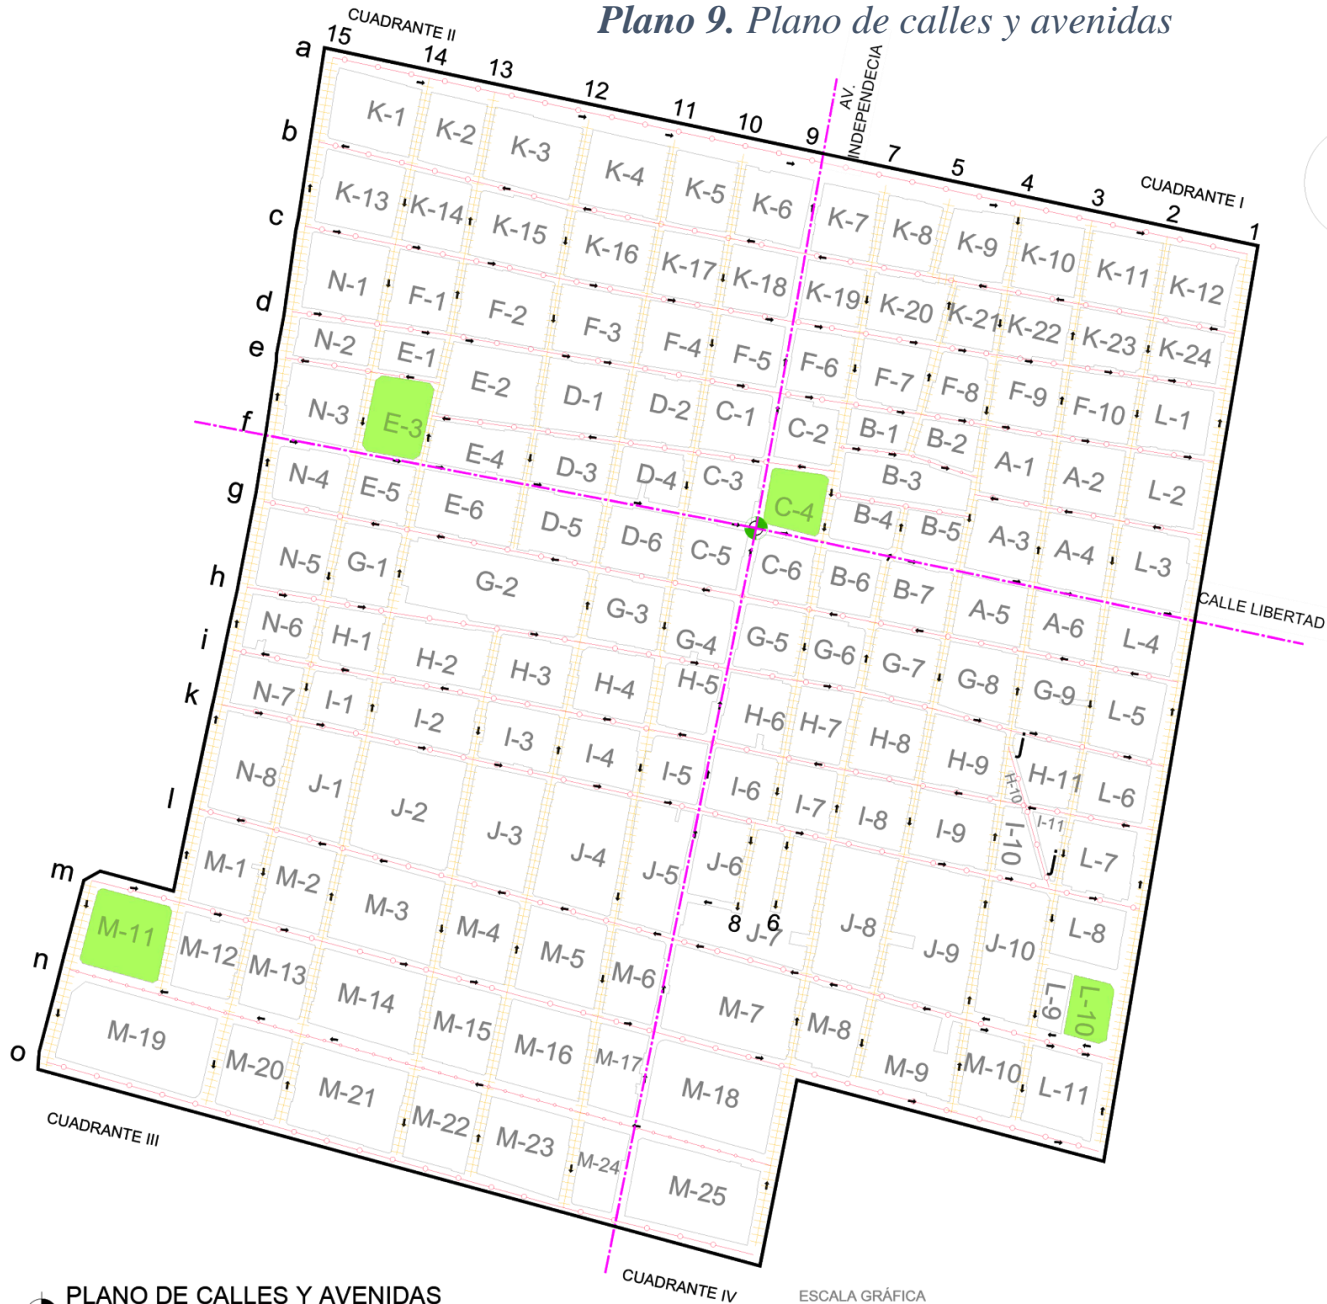 Plano 9. Plano de calles y avenidas
CUADRANTE II
15 14 13 12 11 10 9 7 5 4 3 2 1
AV. INDEPENDECIA
CUADRANTE I
a
b
c
d
e
f
g
h
i
k
l
m
n
o
K-1 K-2 K-3 K-4 K-5 K-6 K-7 K-8 K-9 K-10 K-11 K-12
K-13 K-14 K-15 K-16 K-17 K-18 K-19 K-20 K-21 K-22 K-23 K-24
N-1 F-1 F-2 F-3 F-4 F-5 F-6 F-7 F-8 F-9 F-10 L-1
N-2 E-1 E-2 D-1 D-2 C-1 C-2 B-1 B-2 A-1 A-2 L-2
N-3 E-3 E-4 D-3 D-4 C-3 C-4 B-3 B-4 B-5 A-3 A-4 L-3
CALLE LIBERTAD
N-4 E-5 E-6 D-5 D-6 C-5 C-6 B-6 B-7 A-5 A-6 L-4
N-5 G-1 G-2 G-3 G-4 G-5 G-6 G-7 G-8 G-9 L-5
N-6 H-1 H-2 H-3 H-4 H-5 H-6 H-7 H-8 H-9 H-10 j H-11 L-6
N-7 I-1 I-2 I-3 I-4 I-5 I-6 I-7 I-8 I-9 I-10 I-11 j L-7
N-8 J-1 J-2 J-3 J-4 J-5 J-6 8 6 J-7 J-8 J-9 J-10 L-8
L-9 L-10
M-1 M-2 M-3 M-4 M-5 M-6 M-7 M-8 M-9 M-10 L-11
M-11 M-12 M-13 M-14 M-15 M-16 M-17 M-18
M-19 M-20 M-21 M-22 M-23 M-24 M-25
CUADRANTE III
CUADRANTE IV
PLANO DE CALLES Y AVENIDAS
ESCALA GRÁFICA